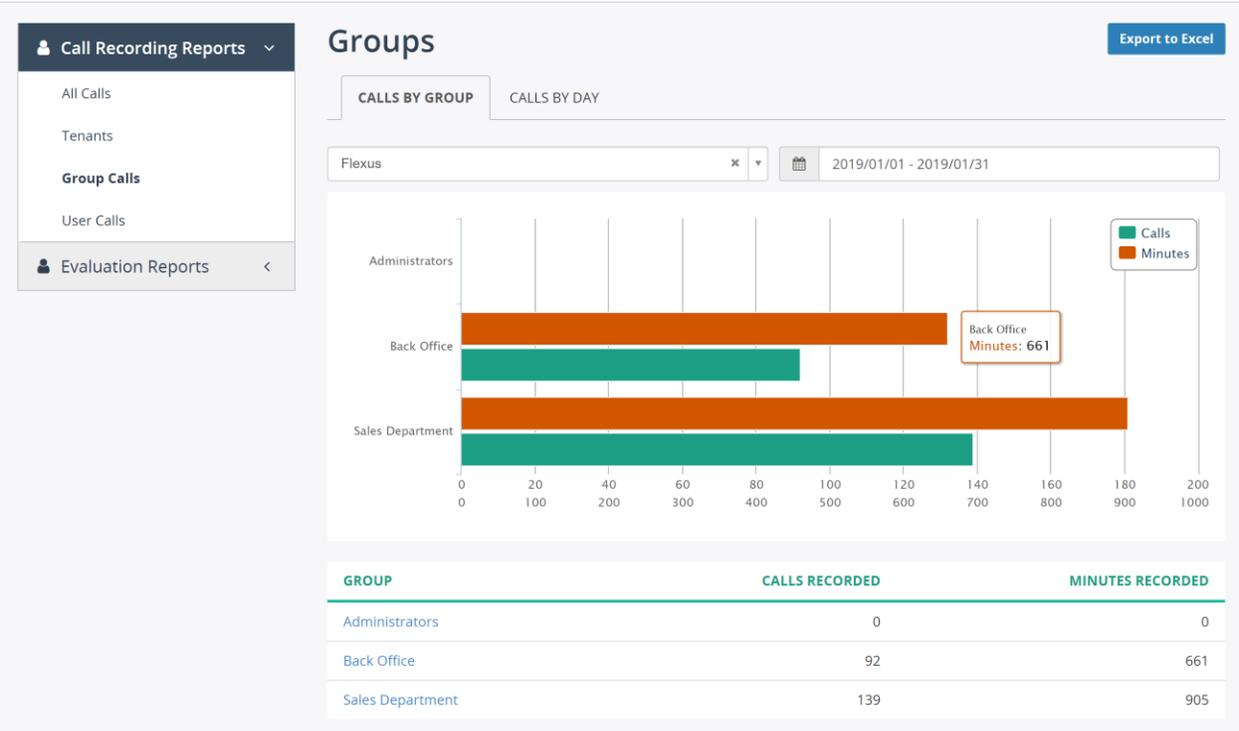 Call Recording Reports
All Calls
Tenants
Group Calls
User Calls
Evaluation Reports
Groups
Export to Excel
CALLS BY GROUP CALLS BY DAY
Flexus 2019/01/01 - 2019/01/31
Calls
Minutes
Administrators
Back Office
Sales Department
Back Office
Minutes: 661
0 20 40 60 80 100 120 140 160 180 200
0 100 200 300 400 500 600 700 800 900 1000
GROUP CALLS RECORDED MINUTES RECORDED
Administrators 0 0
Back Office 92 661
Sales Department 139 905